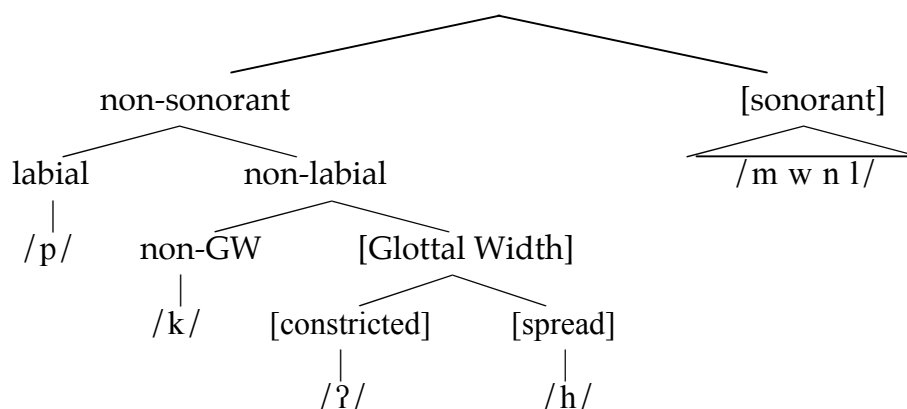 non-sonorant [sonorant]
labial non-labial /m w n l/
/p/ non-GW [Glottal Width]
/k/ [constricted] [spread]
/ʔ/ /h/